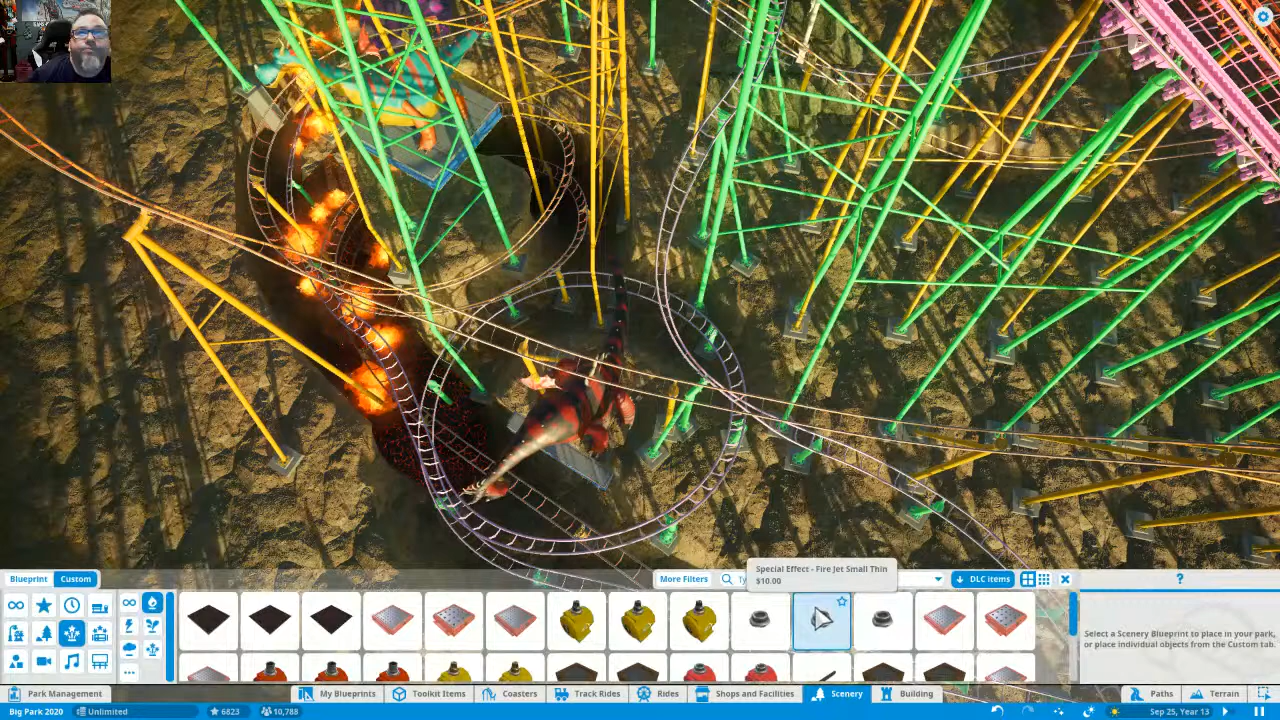 Special Effect - Fire Jet Small Thin
$10.00
Blueprint
Custom
More Filters
Ty
DLC items
?
Select a Scenery Blueprint to place in your park,
or place individual objects from the Custom tab.
Park Management
My Blueprints
Toolkit Items
Coasters
Track Rides
Rides
Shops and Facilities
Scenery
Building
Paths
Terrain
Big Park 2020
Unlimited
6823
10,788
Sep 25, Year 13